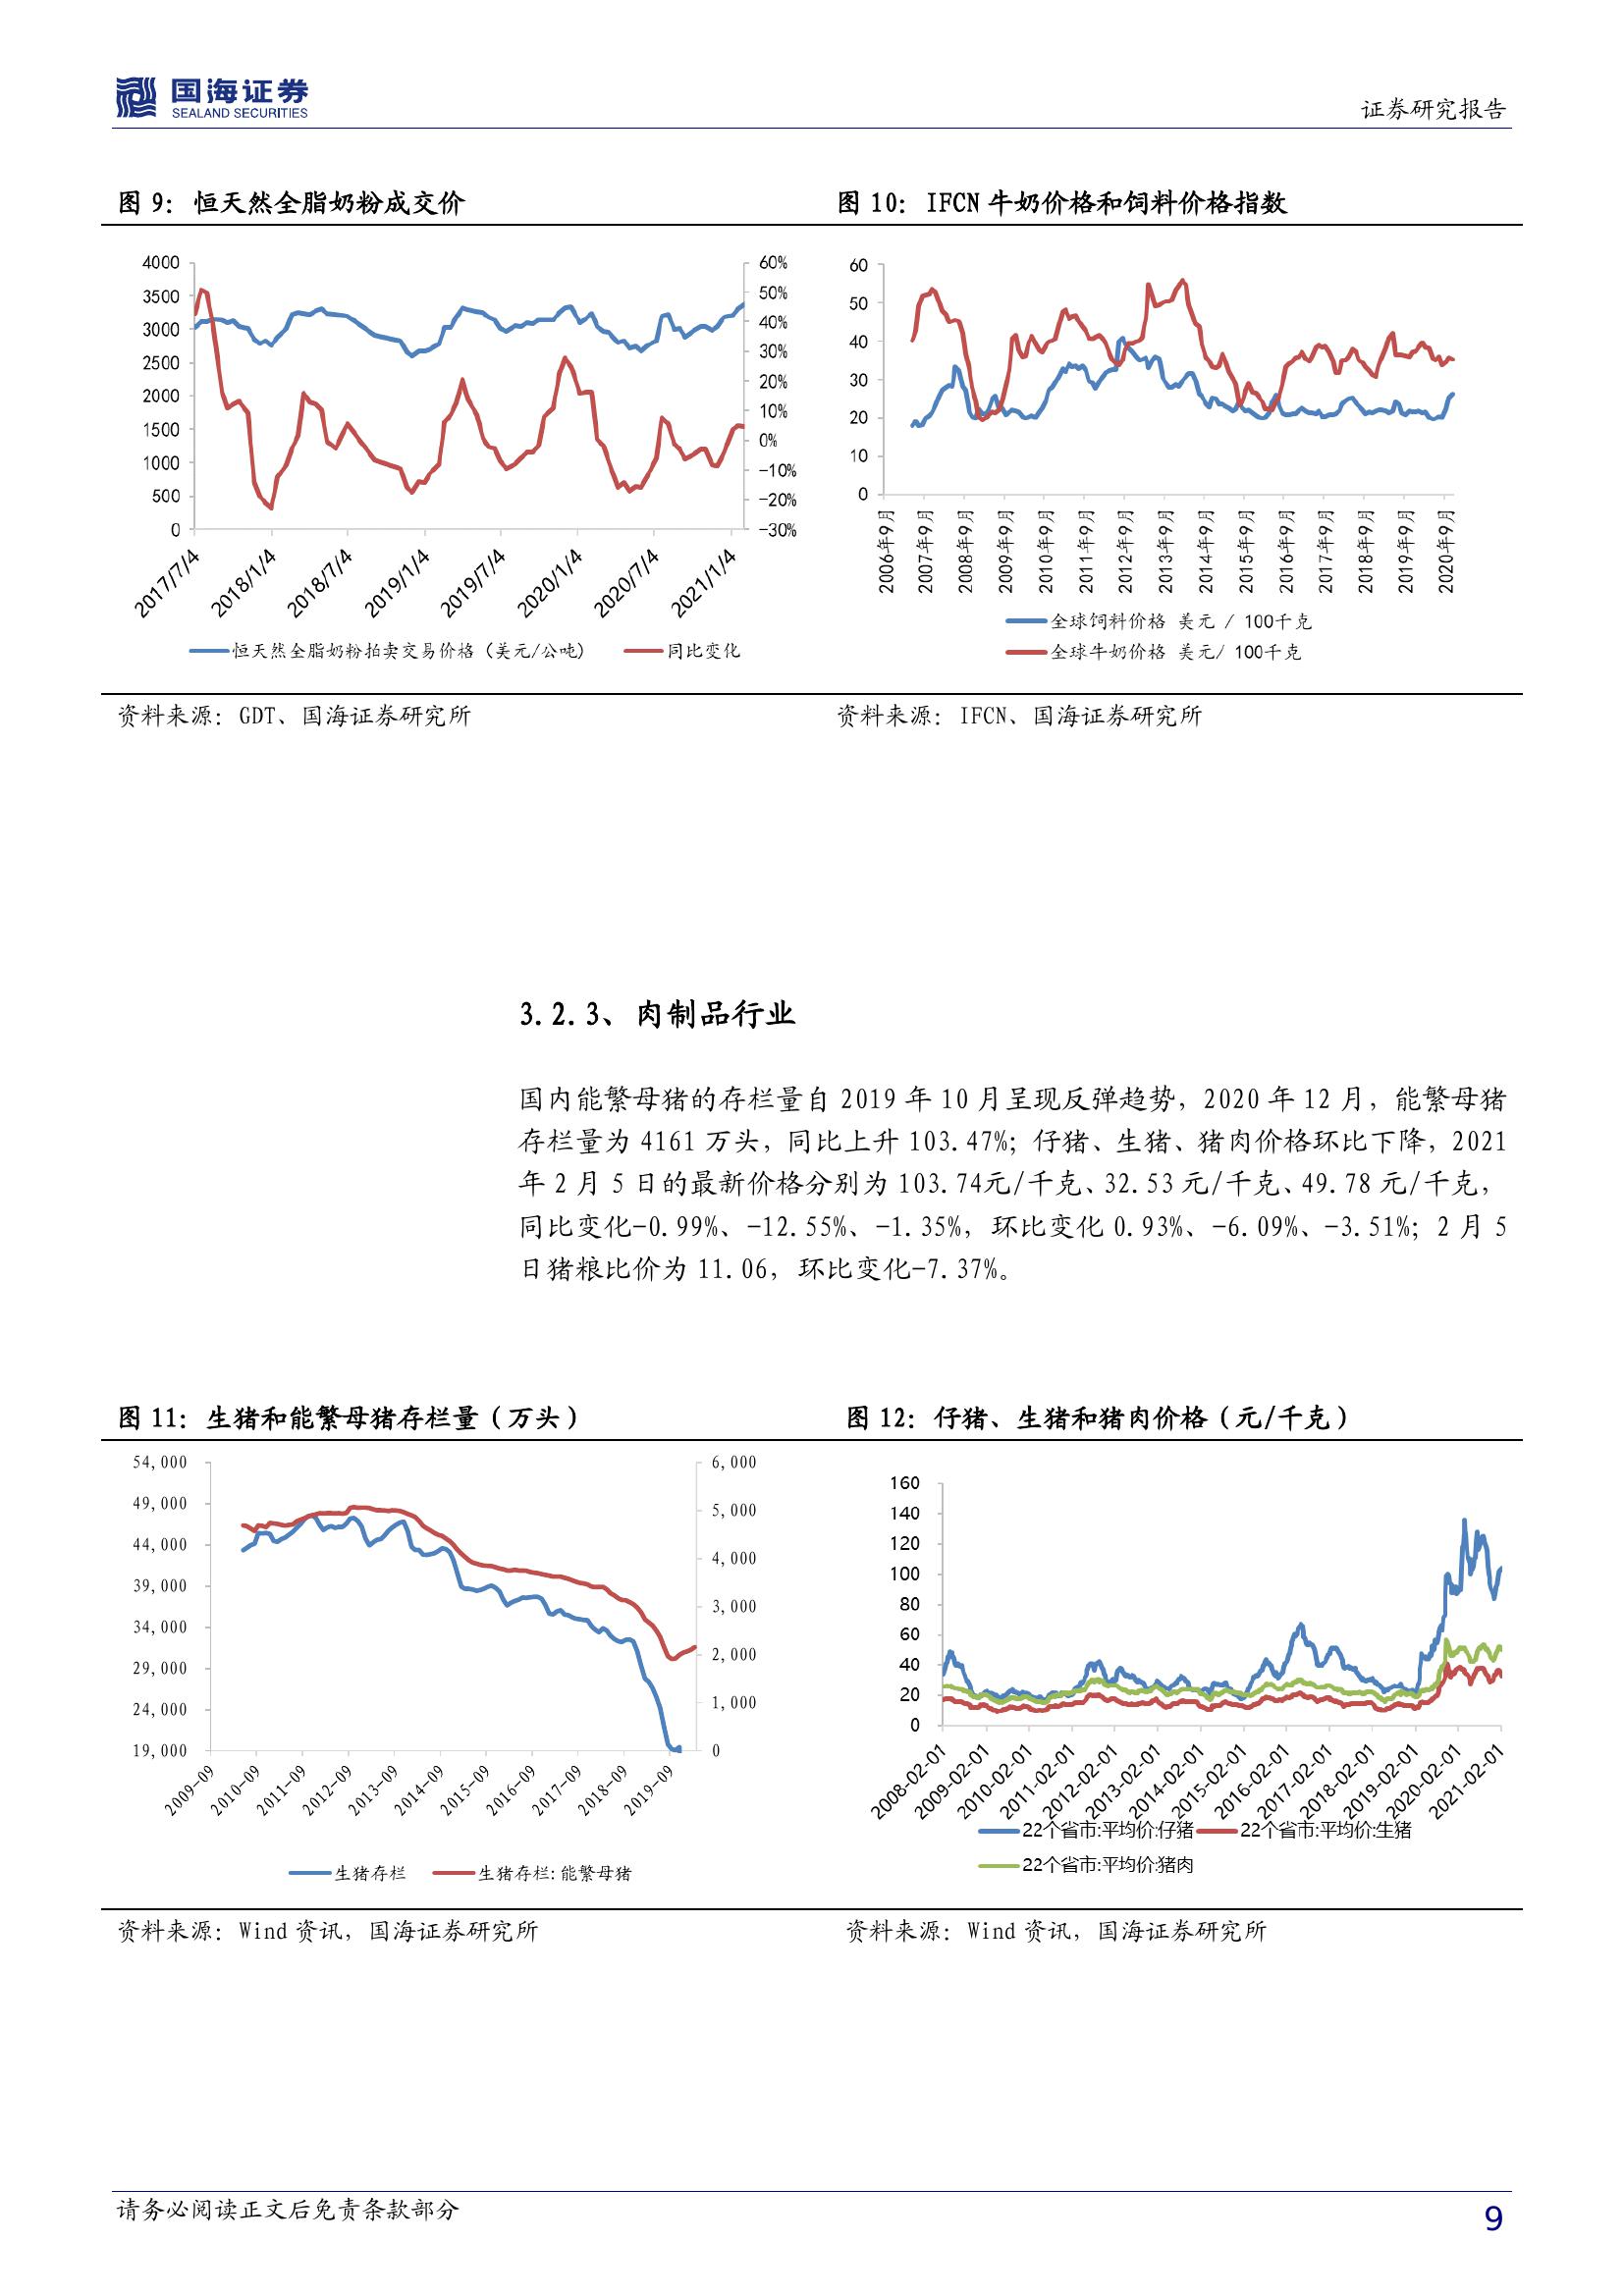 国海证券
SEALAND SECURITIES
证券研究报告
图 9：恒天然全脂奶粉成交价
4000
3500
3000
2500
2000
1500
1000
500
0
60%
50%
40%
30%
20%
10%
0%
-10%
-20%
-30%
2017/7/4
2018/1/4
2018/7/4
2019/1/4
2019/7/4
2020/1/4
2020/7/4
2021/1/4
恒天然全脂奶粉拍卖交易价格（美元/公吨） 同比变化
资料来源：GDT、国海证券研究所
图 10：IFCN 牛奶价格和饲料价格指数
60
50
40
30
20
10
0
2006年9月
2007年9月
2008年9月
2009年9月
2010年9月
2011年9月
2012年9月
2013年9月
2014年9月
2015年9月
2016年9月
2017年9月
2018年9月
2019年9月
2020年9月
全球饲料价格 美元 / 100千克
全球牛奶价格 美元/ 100千克
资料来源：IFCN、国海证券研究所
3.2.3、肉制品行业
国内能繁母猪的存栏量自 2019 年 10 月呈现反弹趋势，2020 年 12 月，能繁母猪
存栏量为 4161 万头，同比上升 103.47%；仔猪、生猪、猪肉价格环比下降，2021
年 2 月 5 日的最新价格分别为 103.74元/千克、32.53 元/千克、49.78 元/千克，
同比变化-0.99%、-12.55%、-1.35%，环比变化 0.93%、-6.09%、-3.51%；2 月 5
日猪粮比价为 11.06，环比变化-7.37%。
图 11：生猪和能繁母猪存栏量（万头）
54,000
49,000
44,000
39,000
34,000
29,000
24,000
19,000
6,000
5,000
4,000
3,000
2,000
1,000
0
2009-09
2010-09
2011-09
2012-09
2013-09
2014-09
2015-09
2016-09
2017-09
2018-09
2019-09
生猪存栏 生猪存栏:能繁母猪
资料来源：Wind 资讯，国海证券研究所
图 12：仔猪、生猪和猪肉价格（元/千克）
160
140
120
100
80
60
40
20
0
2008-02-01
2009-02-01
2010-02-01
2011-02-01
2012-02-01
2013-02-01
2014-02-01
2015-02-01
2016-02-01
2017-02-01
2018-02-01
2019-02-01
2020-02-01
2021-02-01
22个省市:平均价:仔猪 22个省市:平均价:生猪
22个省市:平均价:猪肉
资料来源：Wind 资讯，国海证券研究所
请务必阅读正文后免责条款部分
9